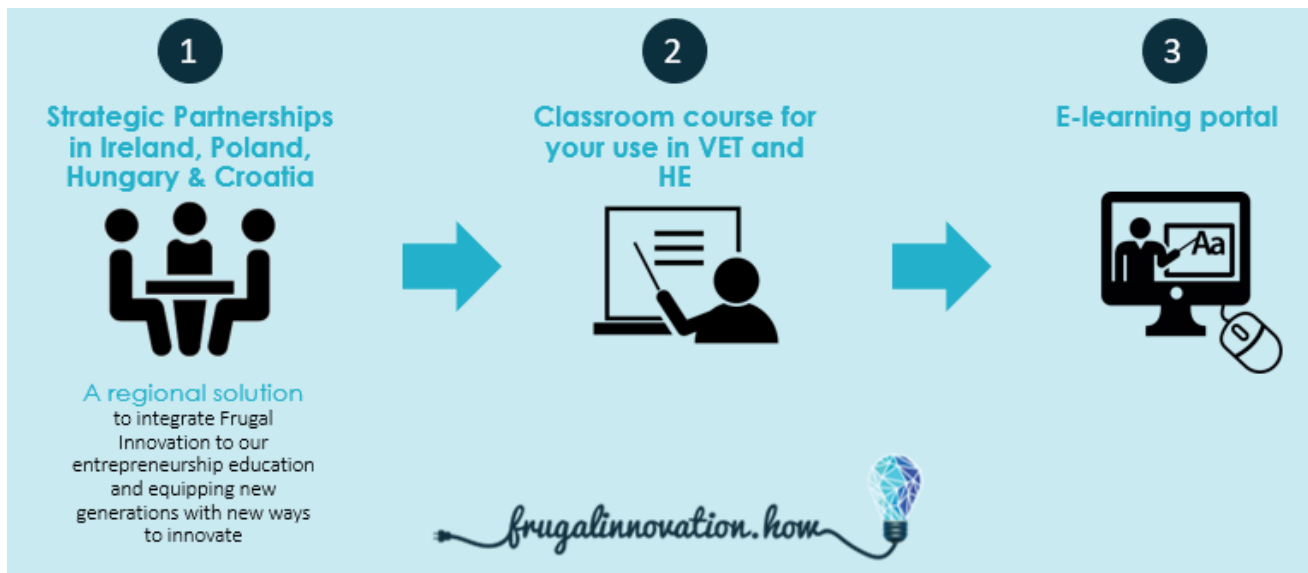 1
Strategic Partnerships
in Ireland, Poland,
Hungary & Croatia
A regional solution
to integrate Frugal
Innovation to our
entrepreneurship education
and equipping new
generations with new ways
to innovate
2
Classroom course for
your use in VET and
HE
3
E-learning portal
Aa
frugalinnovation.how